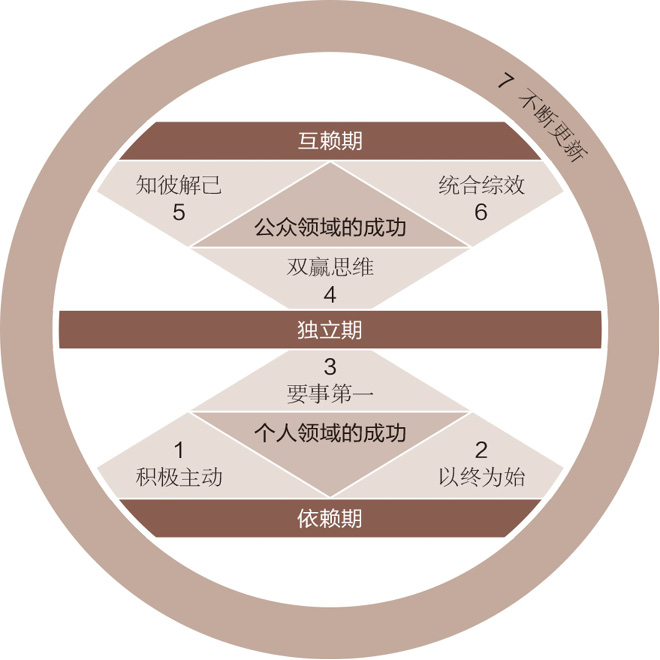 7 不断更新
互赖期
知彼解己
5
统合综效
6
公众领域的成功
双赢思维
4
独立期
3
要事第一
个人领域的成功
1
积极主动
2
以终为始
依赖期